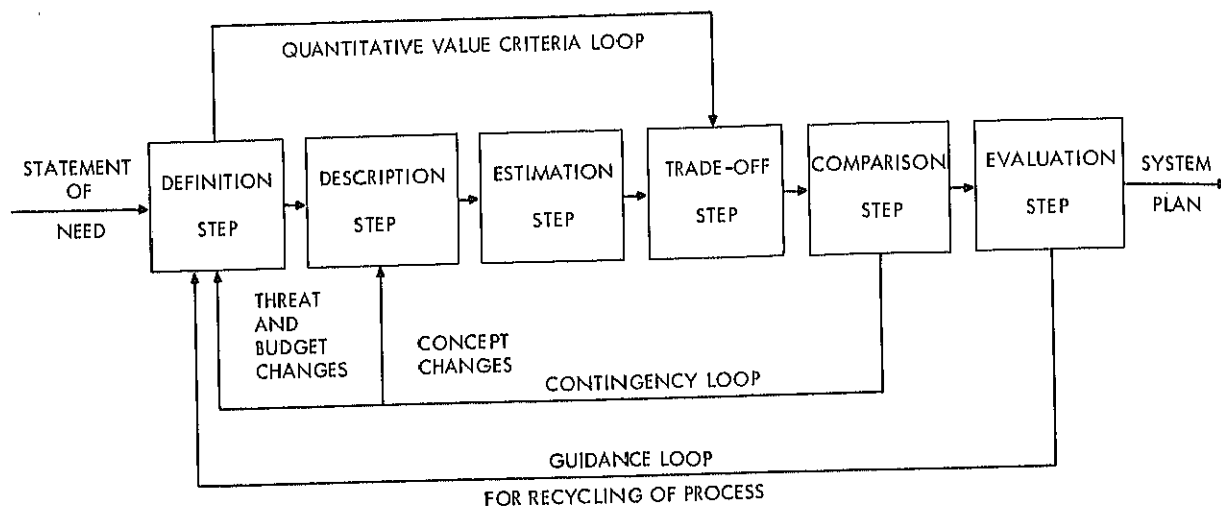 QUANTITATIVE VALUE CRITERIA LOOP
STATEMENT
OF
NEED
DEFINITION
STEP
DESCRIPTION
STEP
ESTIMATION
STEP
TRADE-OFF
STEP
COMPARISON
STEP
EVALUATION
STEP
SYSTEM
PLAN
THREAT
AND
BUDGET
CHANGES
CONCEPT
CHANGES
CONTINGENCY LOOP
GUIDANCE LOOP
FOR RECYCLING OF PROCESS